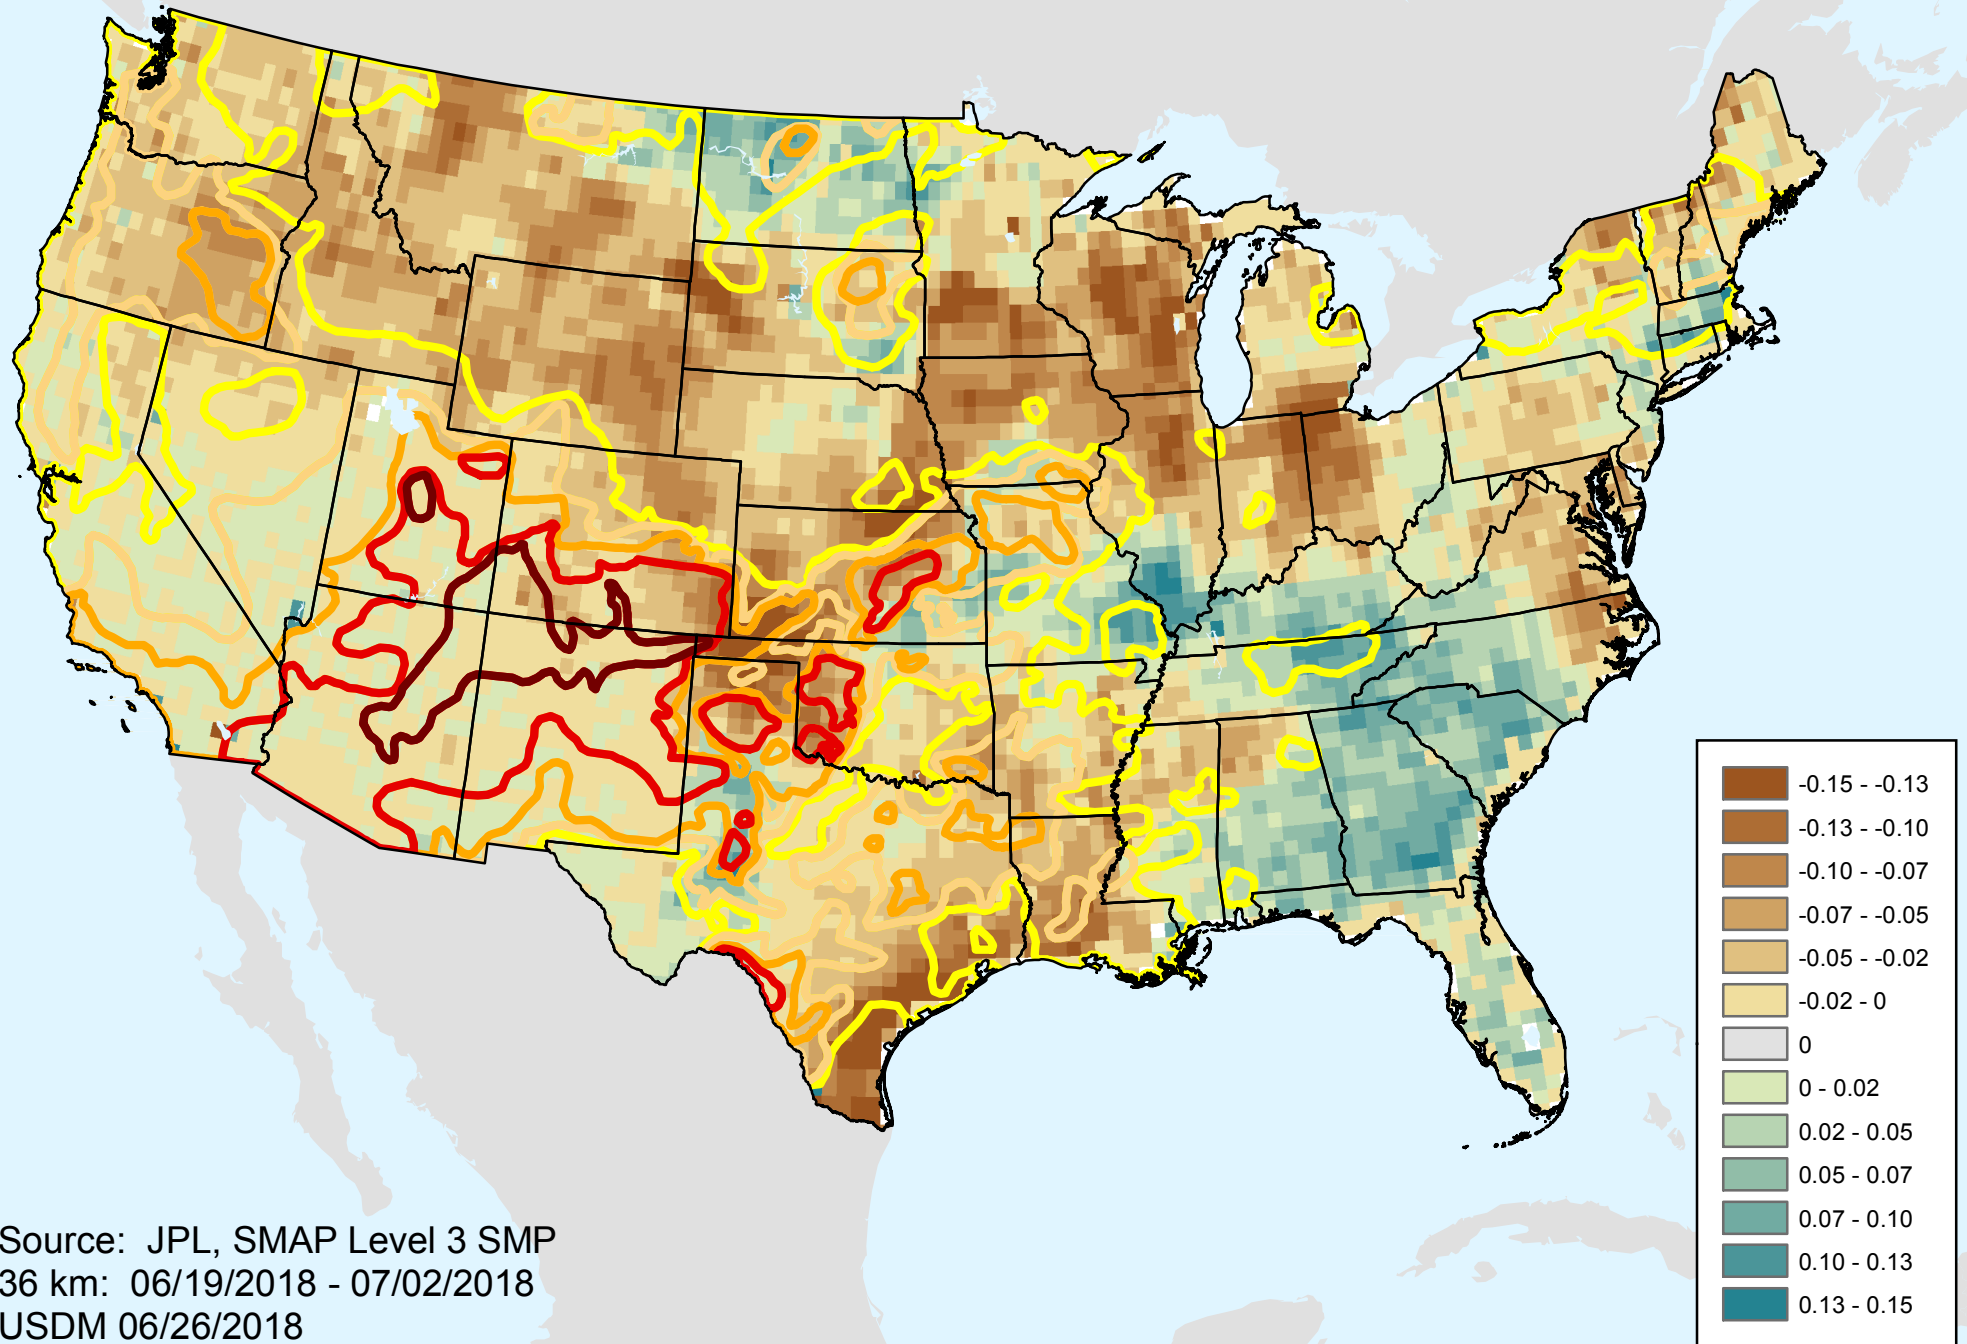 -0.15 - -0.13
-0.13 - -0.10
-0.10 - -0.07
-0.07 - -0.05
-0.05 - -0.02
-0.02 - 0
0
0 - 0.02
0.02 - 0.05
0.05 - 0.07
0.07 - 0.10
0.10 - 0.13
0.13 - 0.15
Source: JPL, SMAP Level 3 SMP
36 km: 06/19/2018 - 07/02/2018
USDM 06/26/2018